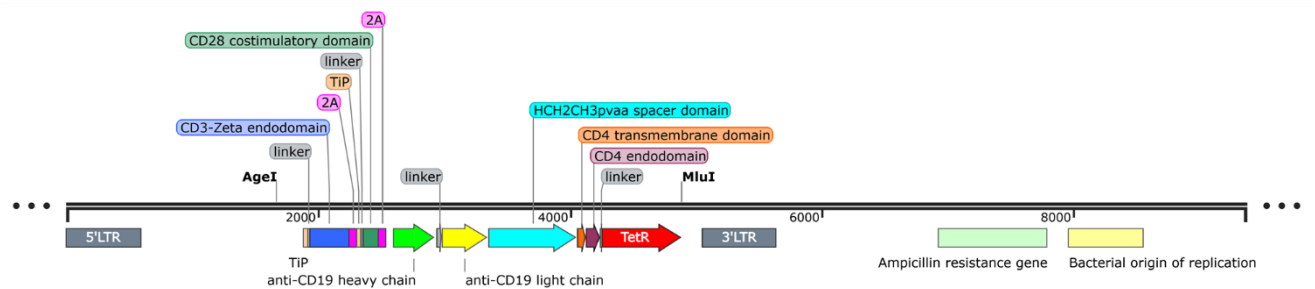 2A
CD28 costimulatory domain
linker
TiP
2A
HCH2CH3pvaa spacer domain
CD3-Zeta endodomain
CD4 transmembrane domain
linker
CD4 endodomain
AgeI
linker
linker
MluI
2000
4000
6000
8000
5'LTR
TetR
3'LTR
TiP
Ampicillin resistance gene
Bacterial origin of replication
anti-CD19 heavy chain
anti-CD19 light chain